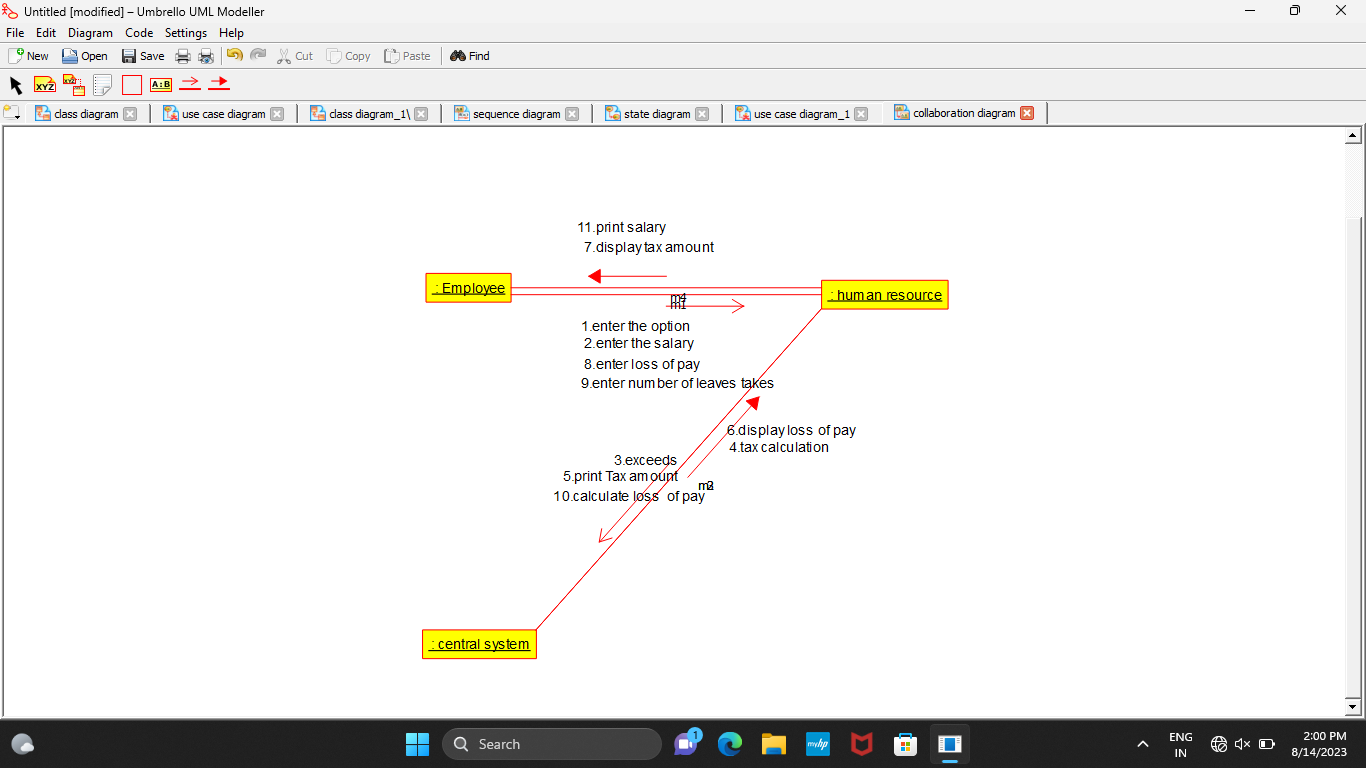 Untitled [modified] – Umbrello UML Modeller
File Edit Diagram Code Settings Help
New Open Save Cut Copy Paste Find
XYZ XYZ A:B
class diagram use case diagram class diagram_1\ sequence diagram state diagram use case diagram_1 collaboration diagram
11.print salary
7.display tax amount
: Employee
: human resource
m1
1.enter the option
2.enter the salary
8.enter loss of pay
9.enter number of leaves takes
6.display loss of pay
4.tax calculation
3.exceeds
5.print Tax amount
10.calculate loss of pay
: central system
Search
1
myhp
ENG
IN
2:00 PM
8/14/2023